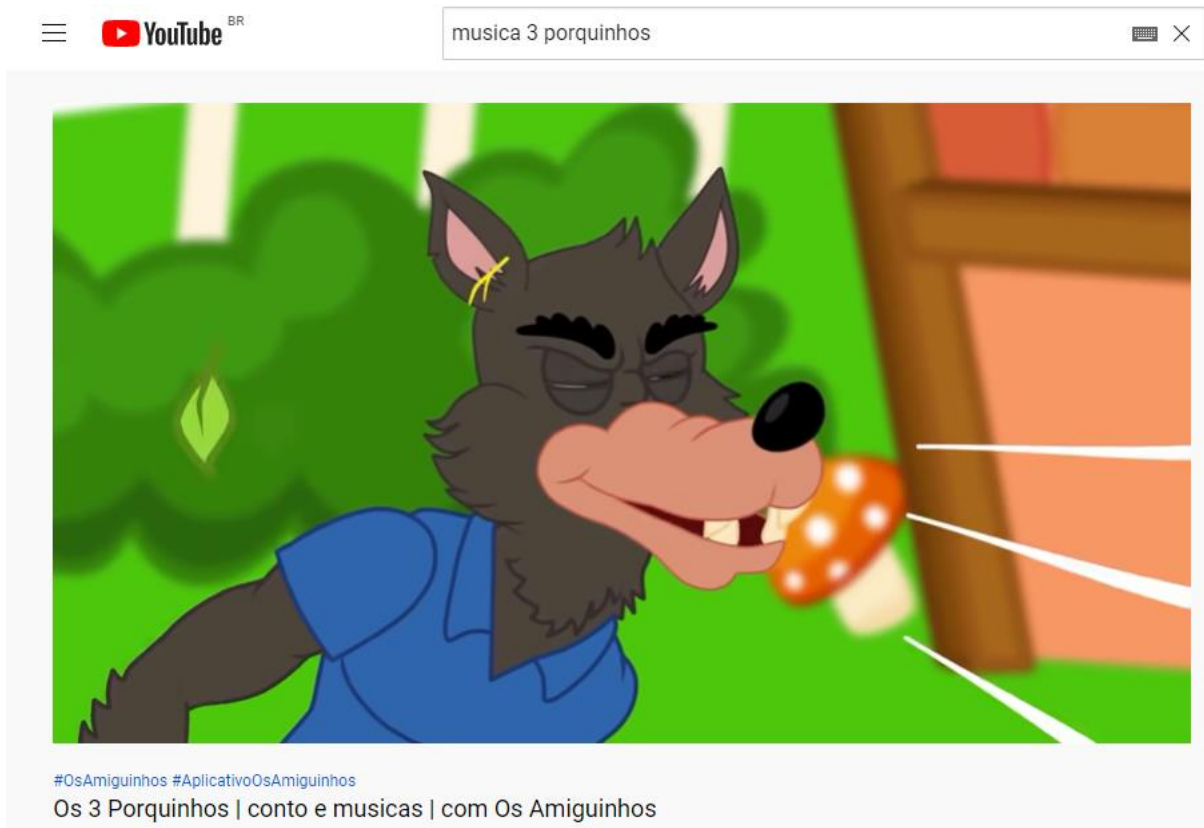 YouTube BR
musica 3 porquinhos
#OsAmiguinhos #AplicativoOsAmiguinhos
Os 3 Porquinhos | conto e musicas | com Os Amiguinhos